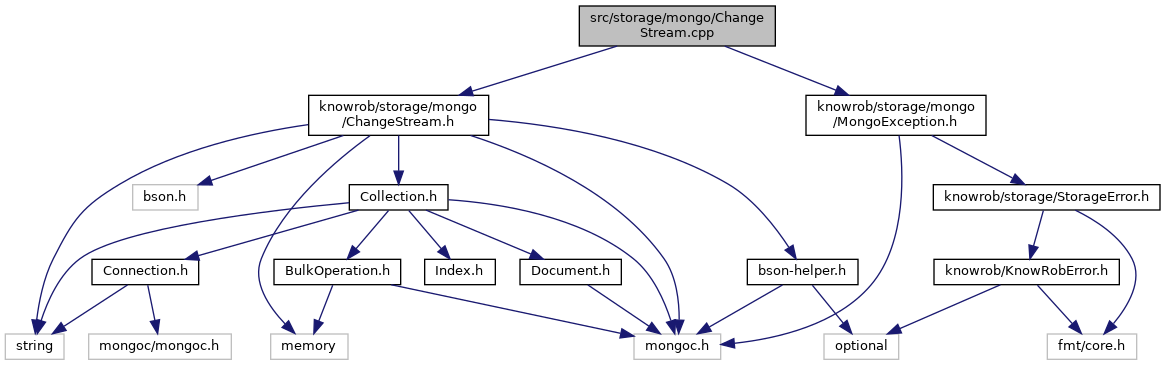 src/storage/mongo/Change
Stream.cpp
knowrob/storage/mongo
/ChangeStream.h
knowrob/storage/mongo
/MongoException.h
bson.h
Collection.h
knowrob/storage/StorageError.h
Connection.h
BulkOperation.h
Index.h
Document.h
bson-helper.h
knowrob/KnowRobError.h
string
mongoc/mongoc.h
memory
mongoc.h
optional
fmt/core.h